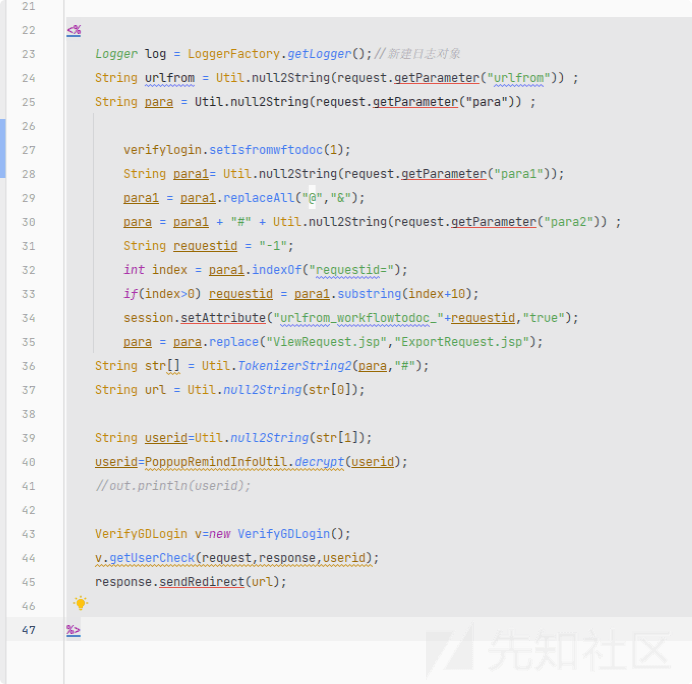 21
22 <%
23 Logger log = LoggerFactory.getLogger();//新建日志对象
24 String urlfrom = Util.null2String(request.getParameter("urlfrom")) ;
25 String para = Util.null2String(request.getParameter("para")) ;
26
27 verifylogin.setIsfromwftodoc(1);
28 String para1= Util.null2String(request.getParameter("para1"));
29 para1 = para1.replaceAll("@","&");
30 para = para1 + "#" + Util.null2String(request.getParameter("para2")) ;
31 String requestid = "-1";
32 int index = para1.indexOf("requestid=");
33 if(index>0) requestid = para1.substring(index+10);
34 session.setAttribute("urlfrom_workflowtodoc_"+requestid,"true");
35 para = para.replace("ViewRequest.jsp","ExportRequest.jsp");
36 String str[] = Util.TokenizerString2(para,"#");
37 String url = Util.null2String(str[0]);
38
39 String userid=Util.null2String(str[1]);
40 userid=PoppupRemindInfoUtil.decrypt(userid);
41 //out.println(userid);
42
43 VerifyGDLogin v=new VerifyGDLogin();
44 v.getUserCheck(request,response,userid);
45 response.sendRedirect(url);
46
47 %>
先知社区